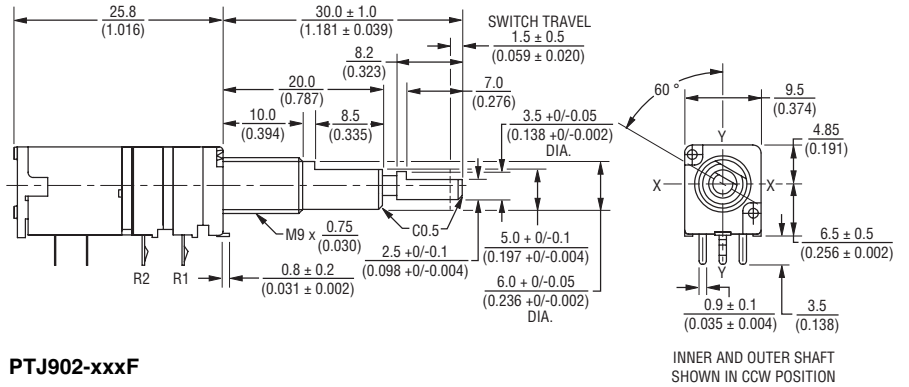 25.8
(1.016)
30.0 ± 1.0
(1.181 ± 0.039)
SWITCH TRAVEL
1.5 ± 0.5
(0.059 ± 0.020)
8.2
(0.323)
20.0
(0.787)
7.0
(0.276)
10.0
(0.394)
8.5
(0.335)
3.5 +0/-0.05
(0.138 +0/-0.002)
DIA.
60 °
9.5
(0.374)
4.85
(0.191)
Y
X
X
Y
M9 x 0.75
(0.030)
C0.5
R2
R1
0.8 ± 0.2
(0.031 ± 0.002)
2.5 +0/-0.1
(0.098 +0/-0.004)
5.0 + 0/-0.1
(0.197 +0/-0.004)
6.0 + 0/-0.05
(0.236 +0/-0.002)
DIA.
6.5 ± 0.5
(0.256 ± 0.002)
0.9 ± 0.1
(0.035 ± 0.004)
3.5
(0.138)
PTJ902-xxxF
INNER AND OUTER SHAFT
SHOWN IN CCW POSITION